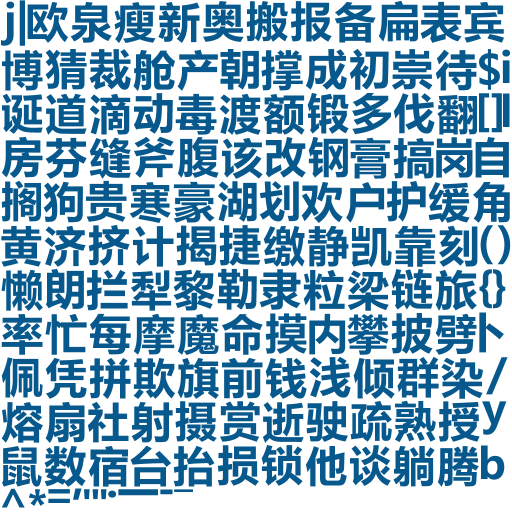 j|欧泉瘦新奥搬报备扁表宾
博猜裁舱产朝撑成初崇待$i
诞道滴动毒渡额锻多伐翻[]l
房芬缝斧腹该改钢膏搞岗自
搁狗贵寒豪湖划欢户护缓角
黄济挤计揭捷缴静凯靠刻()
懒朗拦犁黎勒隶粒梁链旅{}
率忙每摩魔命摸内攀披劈卜
佩凭拼欺旗前钱浅倾群染/
熔扇社射摄赏逝驶疏熟授y
鼠数宿台抬损锁他谈躺腾b
^*="'"·一-—